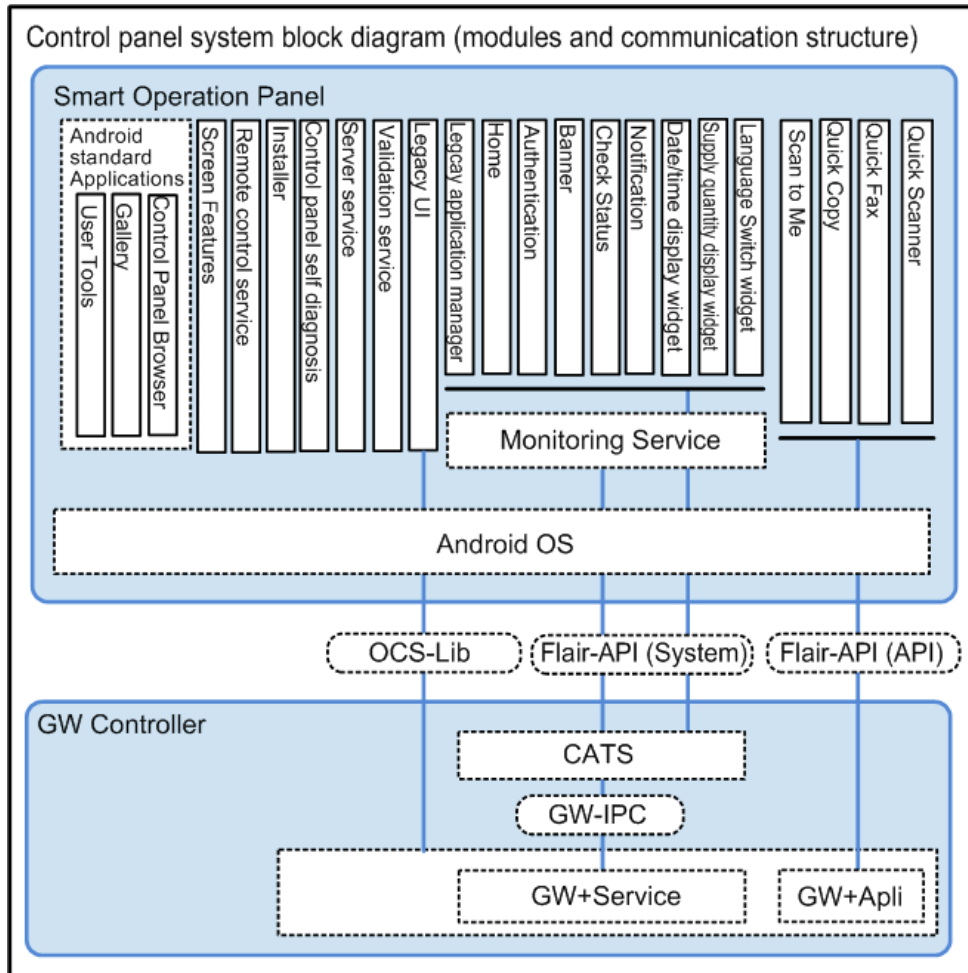 Control panel system block diagram (modules and communication structure)
Smart Operation Panel
Android
standard
Applications
User Tools
Gallery
Control Panel Browser
Screen Features
Remote control service
Installer
Control panel self diagnosis
Server service
Validation service
Legacy UI
Legcay application manager
Home
Authentication
Banner
Check Status
Notification
Date/time display widget
Supply quantity display widget
Language Switch widget
Scan to Me
Quick Copy
Quick Fax
Quick Scanner
Monitoring Service
Android OS
OCS-Lib
Flair-API (System)
Flair-API (API)
GW Controller
CATS
GW-IPC
GW+Service
GW+Apli